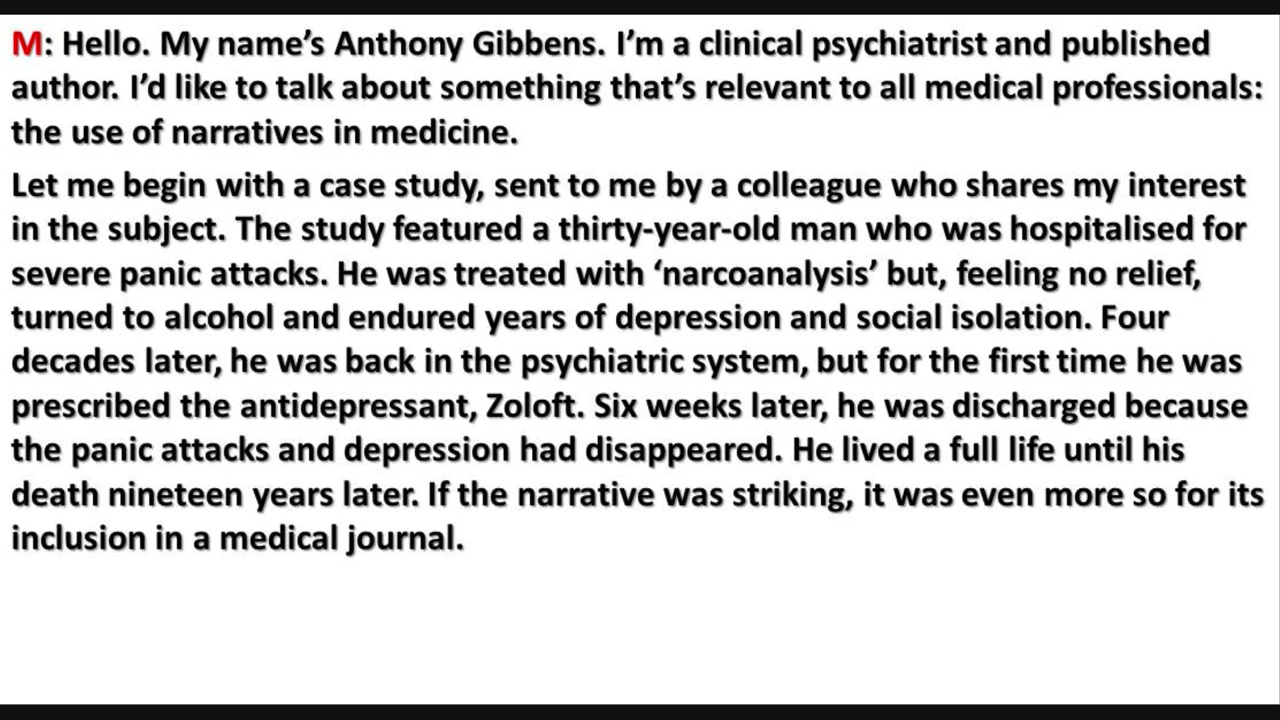 M: Hello. My name’s Anthony Gibbens. I’m a clinical psychiatrist and published
author. I’d like to talk about something that’s relevant to all medical professionals:
the use of narratives in medicine.
Let me begin with a case study, sent to me by a colleague who shares my interest
in the subject. The study featured a thirty-year-old man who was hospitalised for
severe panic attacks. He was treated with ‘narcoanalysis’ but, feeling no relief,
turned to alcohol and endured years of depression and social isolation. Four
decades later, he was back in the psychiatric system, but for the first time he was
prescribed the antidepressant, Zoloft. Six weeks later, he was discharged because
the panic attacks and depression had disappeared. He lived a full life until his
death nineteen years later. If the narrative was striking, it was even more so for its
inclusion in a medical journal.